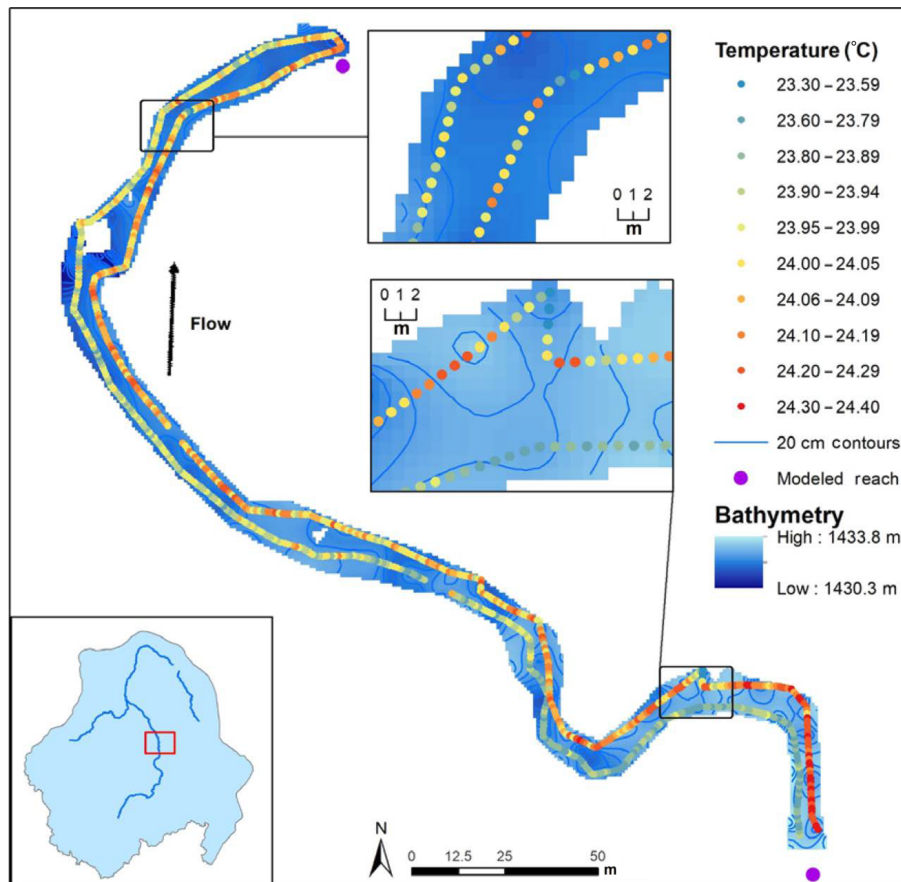 Temperature (°C)
23.30 – 23.59
23.60 – 23.79
23.80 – 23.89
23.90 – 23.94
23.95 – 23.99
24.00 – 24.05
24.06 – 24.09
24.10 – 24.19
24.20 – 24.29
24.30 – 24.40
20 cm contours
Modeled reach
Bathymetry
High : 1433.8 m
Low : 1430.3 m
0 1 2
m
0 1 2
m
Flow
N
0 12.5 25 50
m